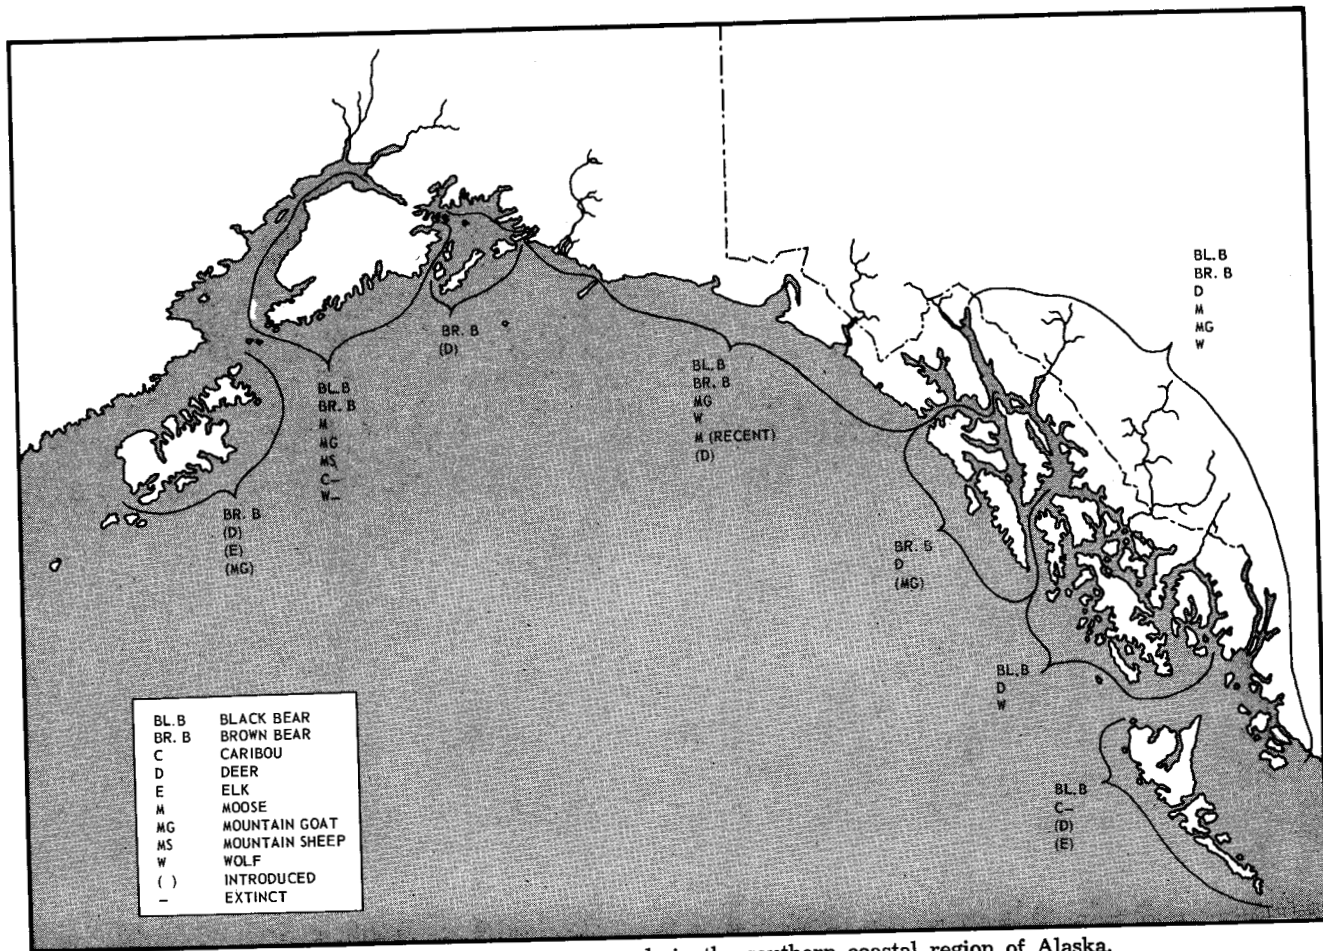 BL.B
BR. B
D
M
MG
W
BR. B
(D)
BL.B
BR. B
MG
W
M (RECENT)
(D)
BL.B
BR. B
M
MG
MS
C–
W–
BR. B
(D)
(E)
(MG)
BR. B
D
(MG)
BL.B
D
W
BL.B
C–
(D)
(E)
BL.B BLACK BEAR
BR. B BROWN BEAR
C CARIBOU
D DEER
E ELK
M MOOSE
MG MOUNTAIN GOAT
MS MOUNTAIN SHEEP
W WOLF
( ) INTRODUCED
– EXTINCT
in the southern coastal region of Alaska.